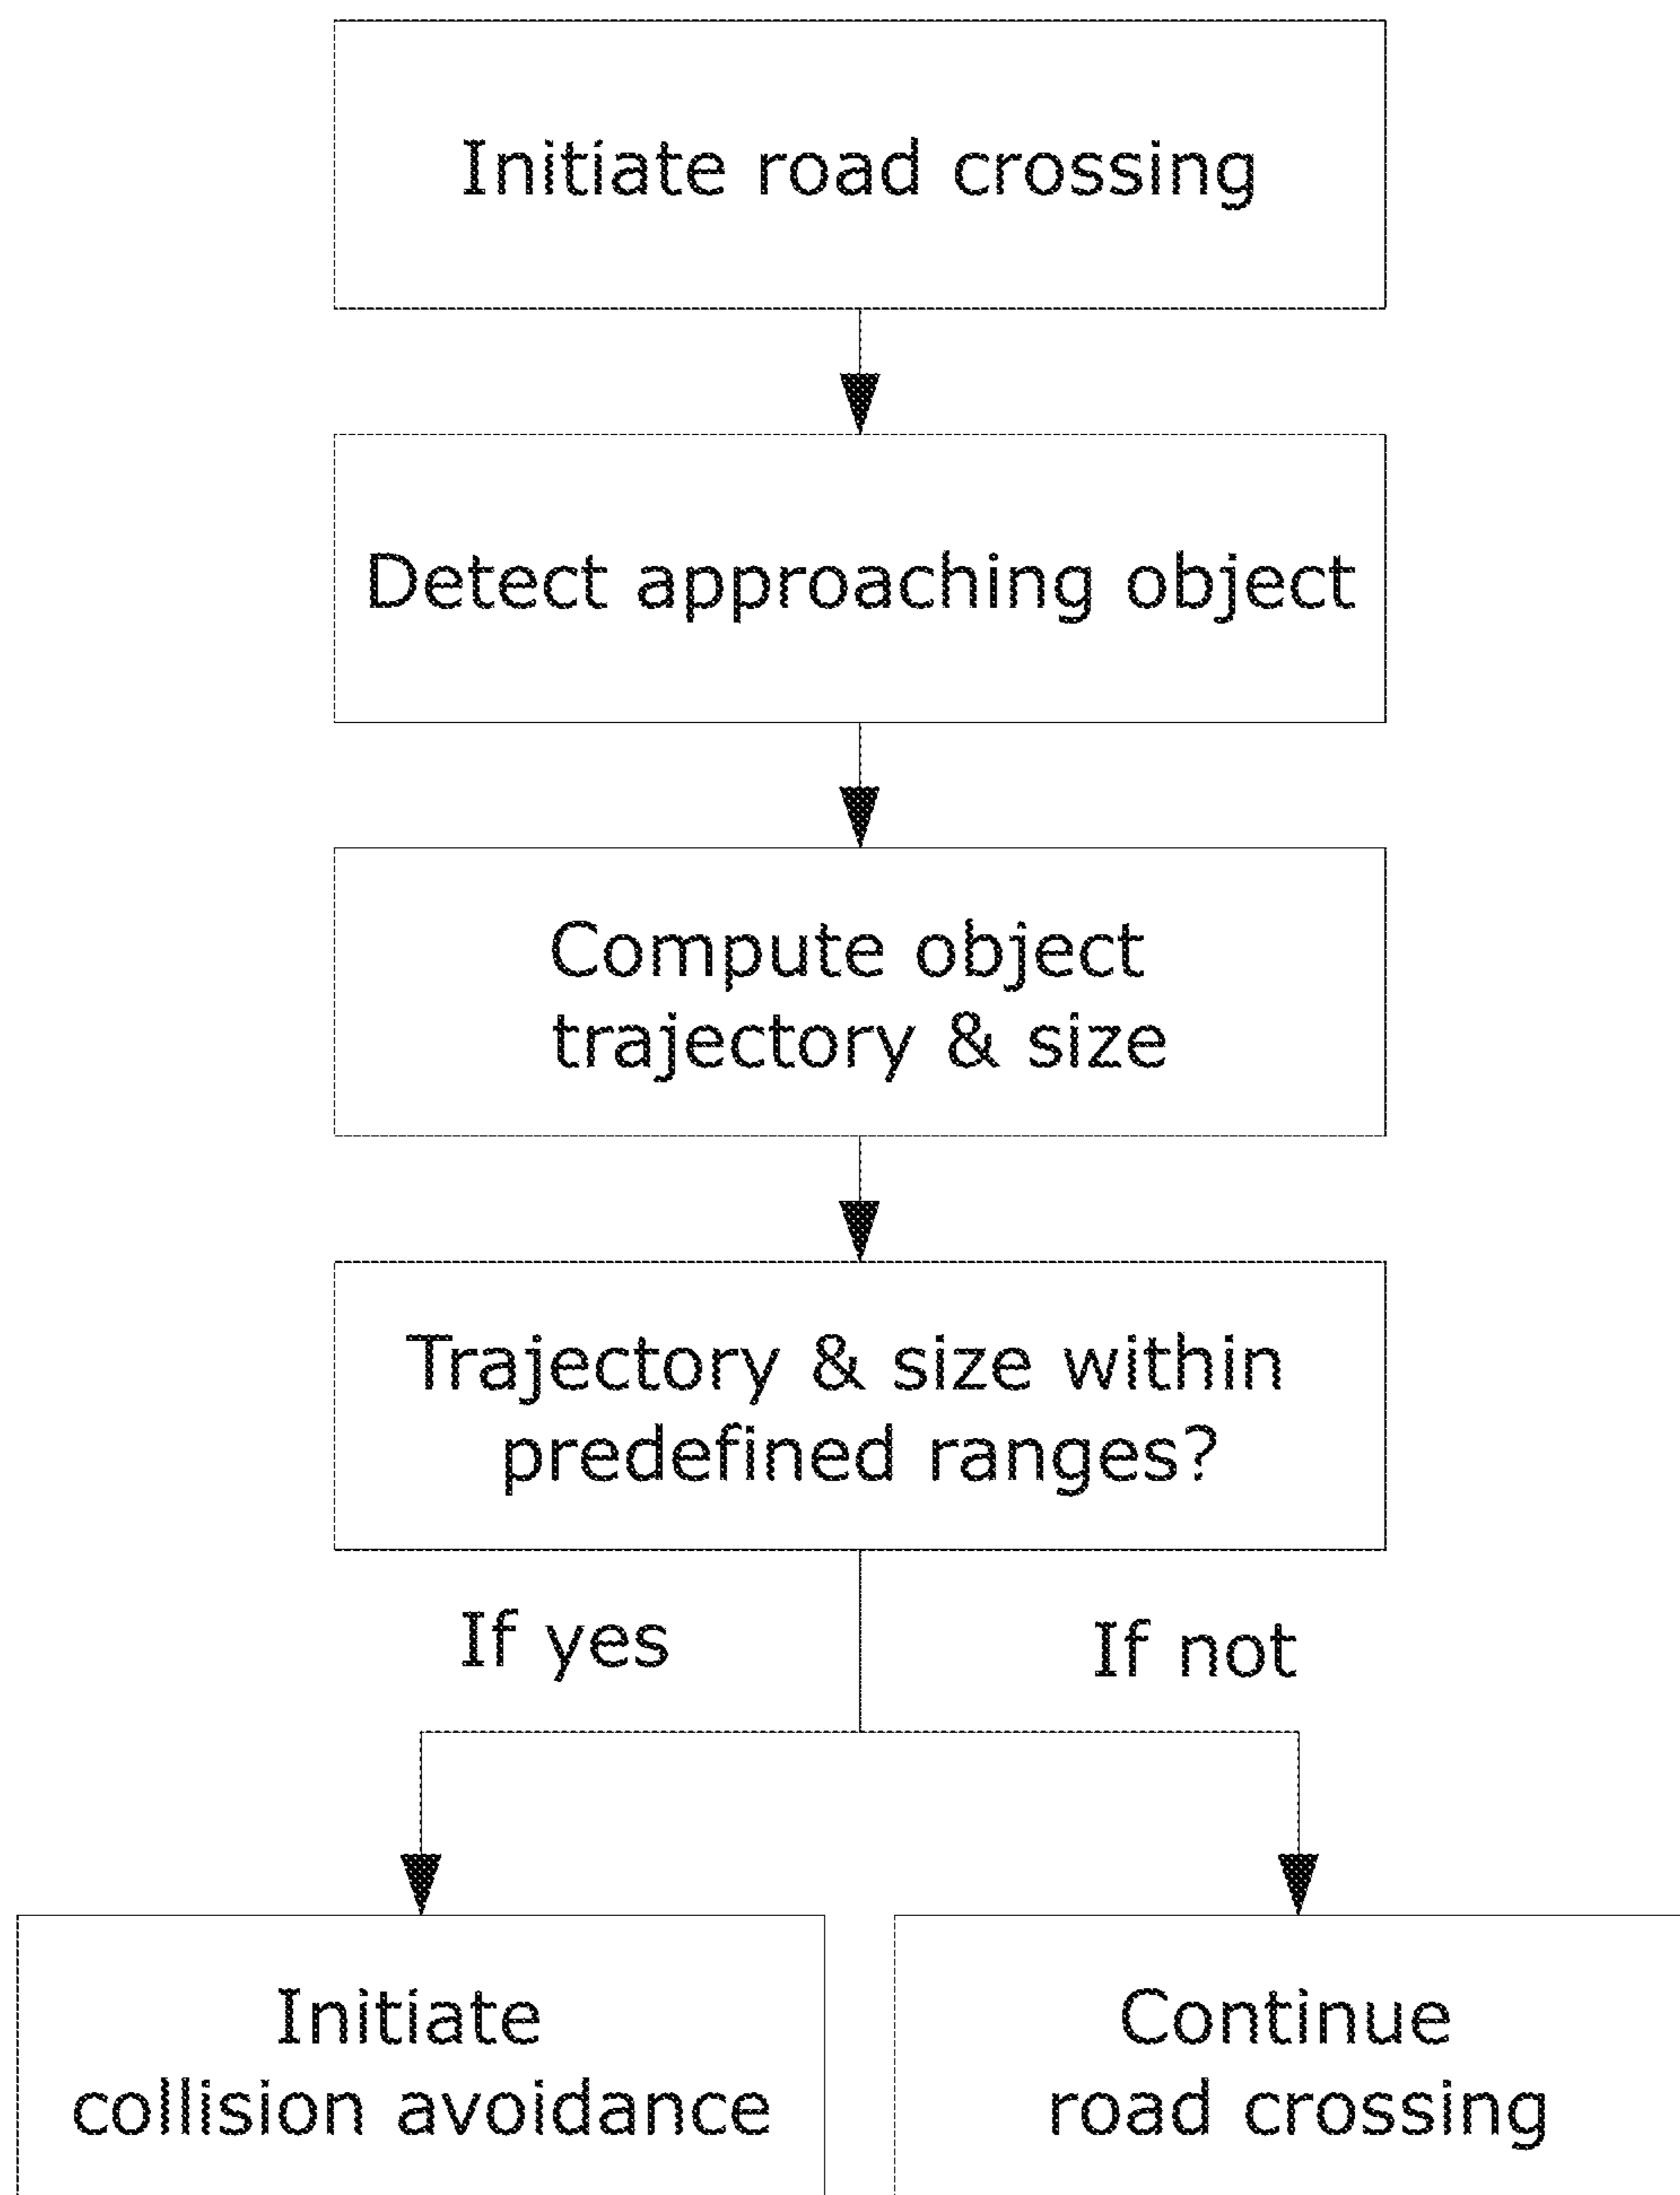 Initiate road crossing
Detect approaching object
Compute object
trajectory & size
Trajectory & size within
predefined ranges?
If yes
If not
Initiate
collision avoidance
Continue
road crossing